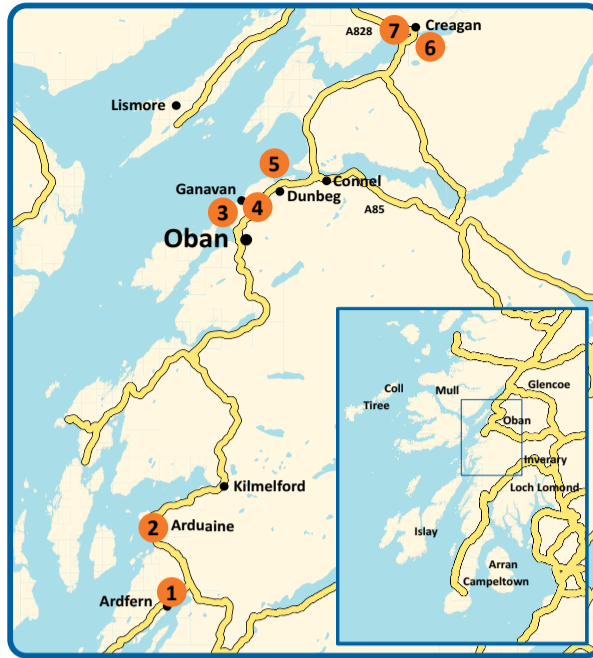 7
Creagan
A828
6
Lismore
5
Connel
Ganavan
Dunbeg
4
3
A85
Oban
Glencoe
Mull
Coll
Tiree
Oban
Inverary
Loch Lomond
Kilmelford
2
Arduaine
Islay
Arran
Campeltown
1
Ardfern